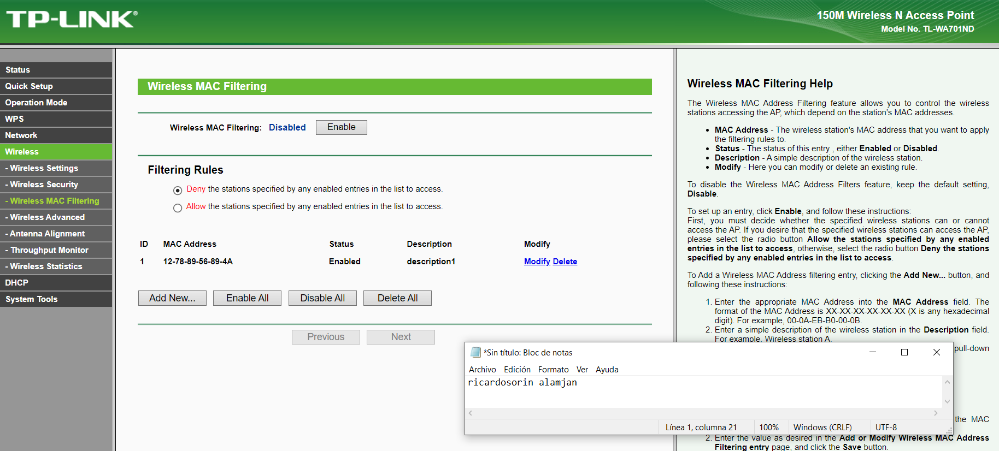 TP-LINK®
150M Wireless N Access Point
Model No. TL-WA701ND
Status
Quick Setup
Operation Mode
WPS
Network
Wireless
- Wireless Settings
- Wireless Security
- Wireless MAC Filtering
- Wireless Advanced
- Antenna Alignment
- Throughput Monitor
- Wireless Statistics
DHCP
System Tools
Wireless MAC Filtering
Wireless MAC Filtering: Disabled Enable
Filtering Rules
Deny the stations specified by any enabled entries in the list to access.
Allow the stations specified by any enabled entries in the list to access.
ID MAC Address Status Description Modify
1 12-78-89-56-89-4A Enabled description1 Modify Delete
Add New... Enable All Disable All Delete All
Previous Next
Wireless MAC Filtering Help
The Wireless MAC Address Filtering feature allows you to control the wireless
stations accessing the AP, which depend on the station's MAC addresses.
• MAC Address - The wireless station's MAC address that you want to apply
the filtering rules to.
• Status - The status of this entry , either Enabled or Disabled.
• Description - A simple description of the wireless station.
• Modify - Here you can modify or delete an existing rule.
To disable the Wireless MAC Address Filters feature, keep the default setting,
Disable.
To set up an entry, click Enable, and follow these instructions:
First, you must decide whether the specified wireless stations can or cannot
access the AP. If you desire that the specified wireless stations can access the AP,
please select the radio button Allow the stations specified by any enabled
entries in the list to access, otherwise, select the radio button Deny the stations
specified by any enabled entries in the list to access.
To Add a Wireless MAC Address filtering entry, clicking the Add New... button, and
following these instructions:
1. Enter the appropriate MAC Address into the MAC Address field. The
format of the MAC Address is XX-XX-XX-XX-XX-XX (X is any hexadecimal
digit). For example, 00-0A-EB-B0-00-0B.
2. Enter a simple description of the wireless station in the Description field.
For example, Wireless station A.
pull-down
the MAC
2. Enter the value as desired in the Add or Modify Wireless MAC Address
Filtering entry page, and click the Save button.
*Sin título: Bloc de notas
Archivo Edición Formato Ver Ayuda
ricardosorin alamjan
Línea 1, columna 21 100% Windows (CRLF) UTF-8